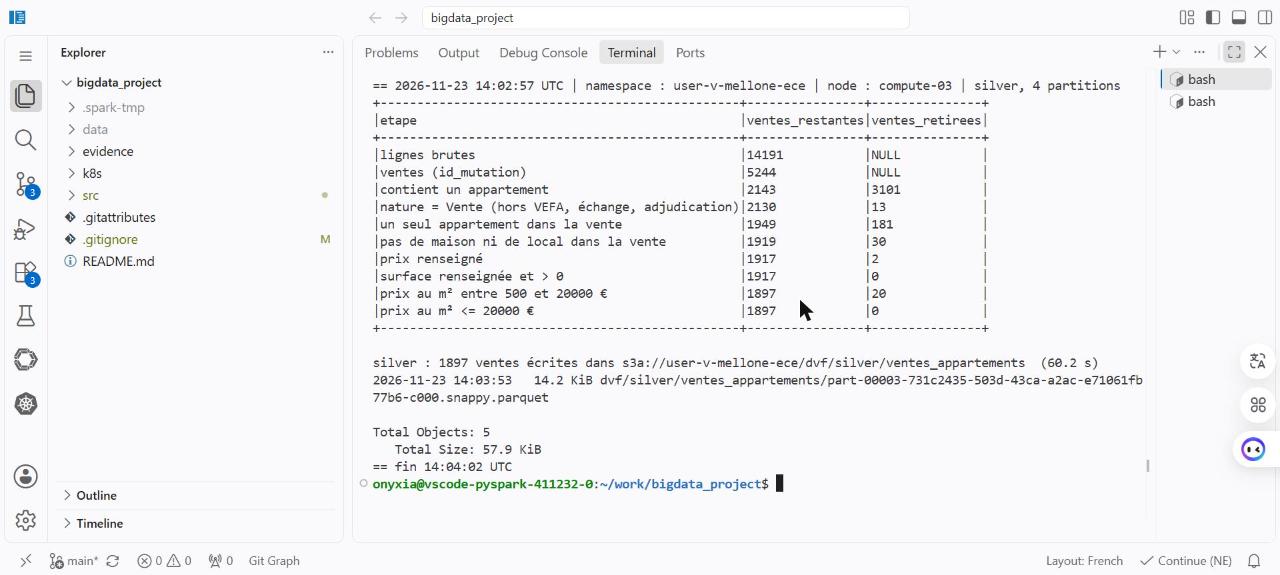 bigdata_project
Explorer
bigdata_project
.spark-tmp
data
evidence
k8s
src
.gitattributes
.gitignore M
README.md
Outline
Timeline
3
3
Problems Output Debug Console Terminal Ports
bash
bash
== 2026-11-23 14:02:57 UTC | namespace : user-v-mellone-ece | node : compute-03 | silver, 4 partitions
+-----------------------------------------------+----------------+---------------+
|etape |ventes_restantes|ventes_retirees|
+-----------------------------------------------+----------------+---------------+
|lignes brutes |14191 |NULL |
|ventes (id_mutation) |5244 |NULL |
|contient un appartement |2143 |3101 |
|nature = Vente (hors VEFA, échange, adjudication)|2130 |13 |
|un seul appartement dans la vente |1949 |181 |
|pas de maison ni de local dans la vente |1919 |30 |
|prix renseigné |1917 |2 |
|surface renseignée et > 0 |1917 |0 |
|prix au m² entre 500 et 20000 € |1897 |20 |
|prix au m² <= 20000 € |1897 |0 |
+-----------------------------------------------+----------------+---------------+
silver : 1897 ventes écrites dans s3a://user-v-mellone-ece/dvf/silver/ventes_appartements (60.2 s)
2026-11-23 14:03:53 14.2 KiB dvf/silver/ventes_appartements/part-00003-731c2435-503d-43ca-a2ac-e71061fb
77b6-c000.snappy.parquet
Total Objects: 5
Total Size: 57.9 KiB
== fin 14:04:02 UTC
onyxia@vscode-pyspark-411232-0:~/work/bigdata_project$
main* 0 0 0 Git Graph
Layout: French Continue (NE)